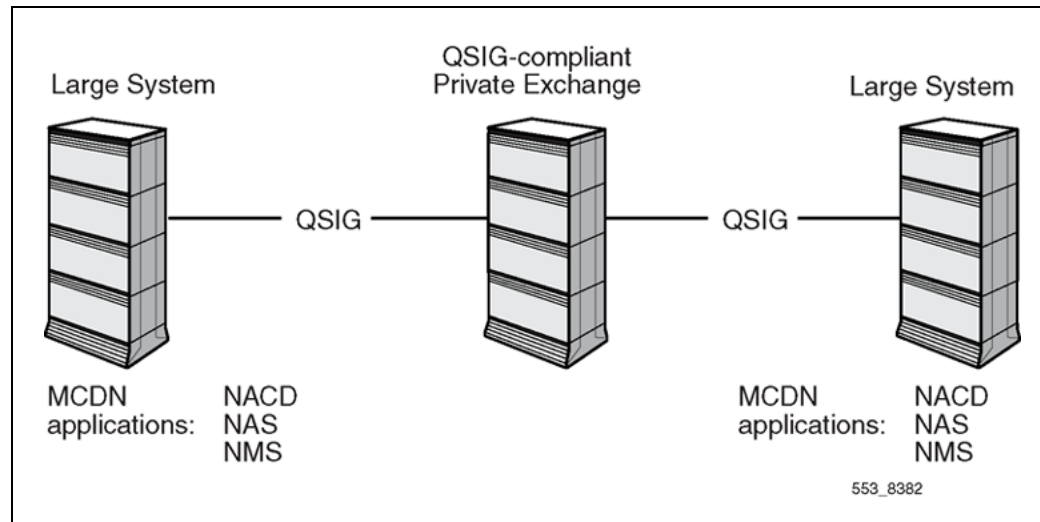 Large System
QSIG-compliant
Private Exchange
Large System
QSIG
QSIG
MCDN
applications:
NACD
NAS
NMS
MCDN
applications:
NACD
NAS
NMS
553_8382